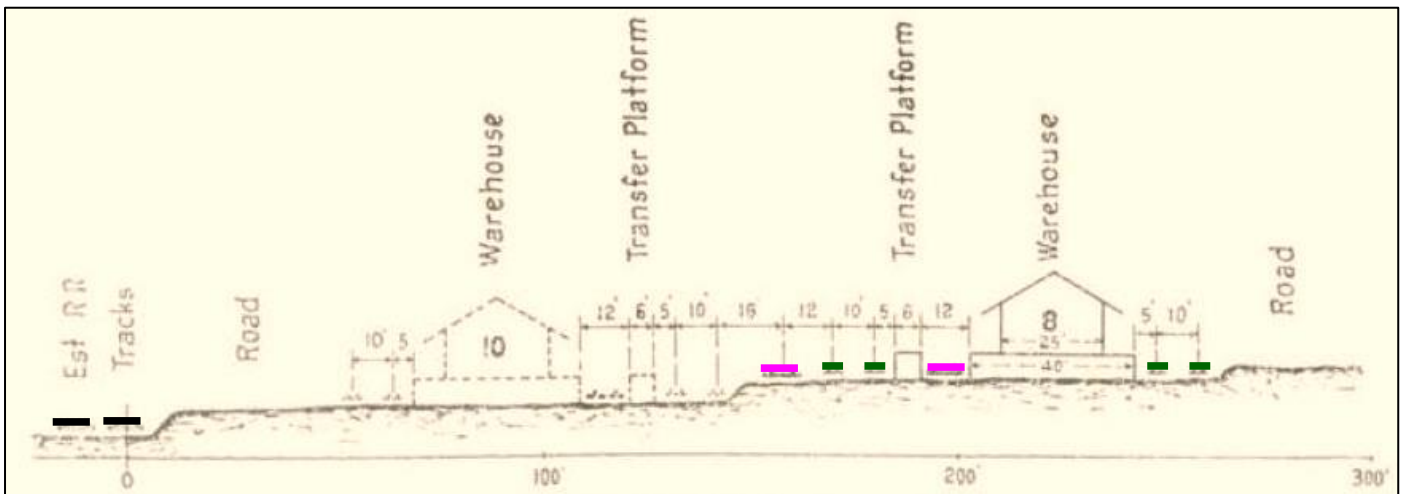 Est RR
Tracks
Road
Warehouse
Transfer Platform
Transfer Platform
Warehouse
Road
10'
5'
10
12'
6'
5'
10'
16'
12
10'
5
6'
12
8
25'
40
5'
10'
0
100'
200'
300'